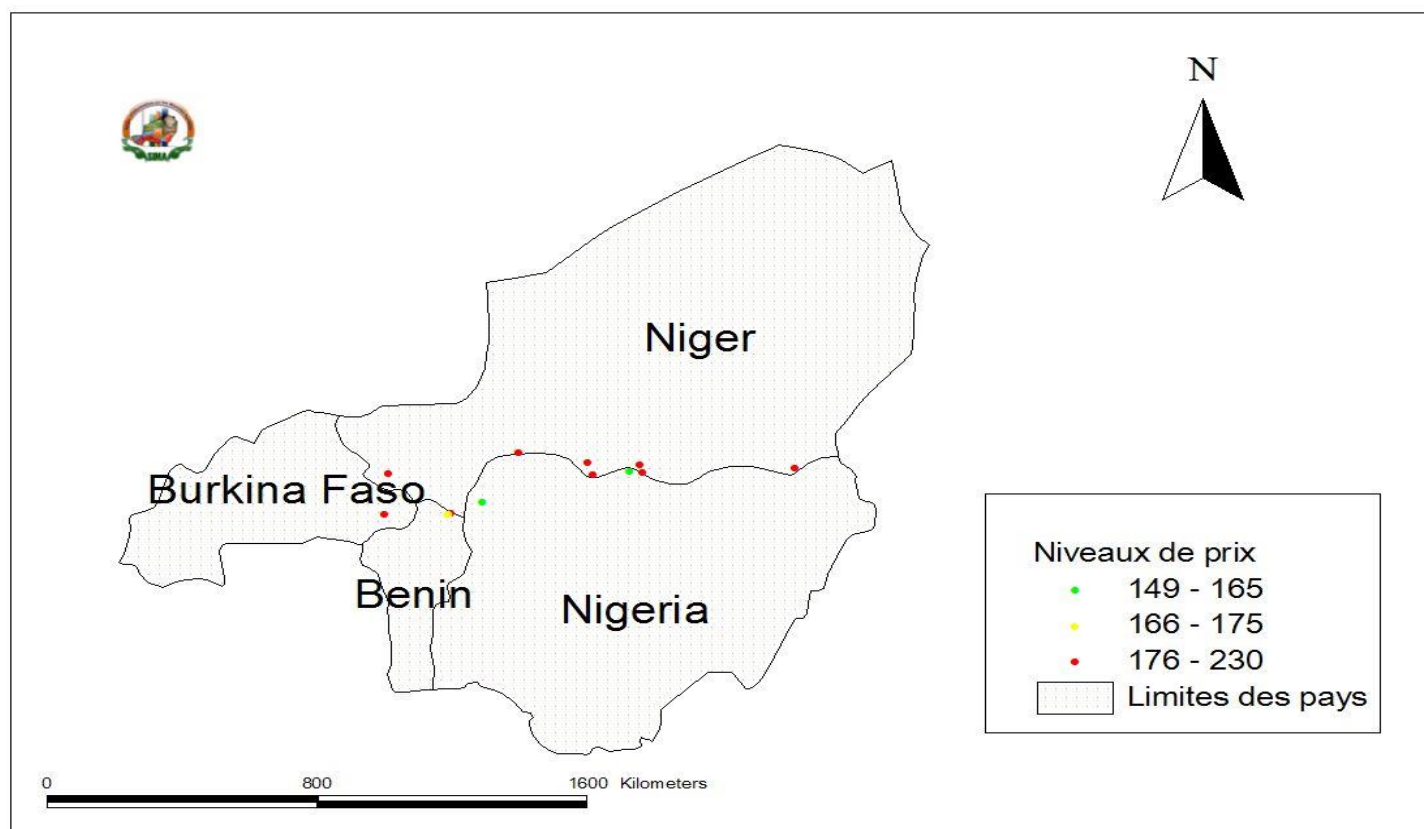 N
SIMA
Niger
Burkina Faso
Benin
Nigeria
Niveaux de prix
149 - 165
166 - 175
176 - 230
Limites des pays
0 800 1600 Kilometers